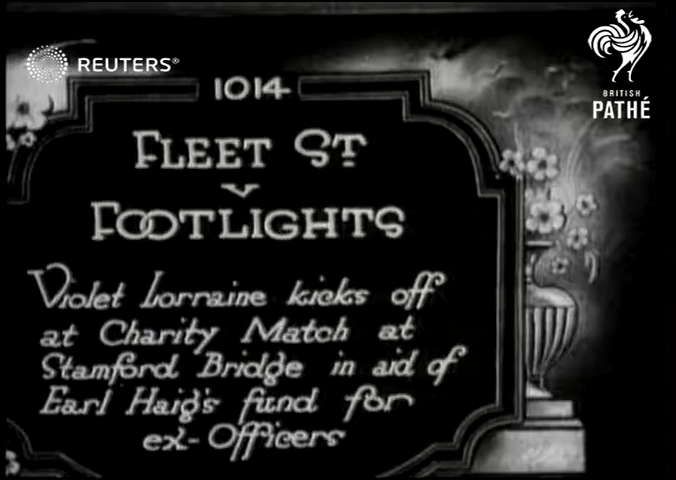 REUTERS®
BRITISH
PATHÉ
1014
FLEET ST
V
FOOTLIGHTS
Violet Lorraine kicks off
at Charity Match at
Stamford Bridge in aid of
Earl Haig's fund for
ex-Officers